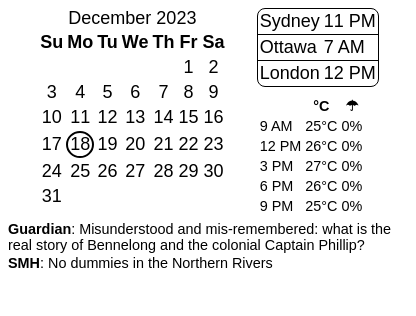 December 2023
Su Mo Tu We Th Fr Sa
1 2
3 4 5 6 7 8 9
10 11 12 13 14 15 16
17 18 19 20 21 22 23
24 25 26 27 28 29 30
31
Sydney 11 PM
Ottawa 7 AM
London 12 PM
°C ☂
9 AM 25°C 0%
12 PM 26°C 0%
3 PM 27°C 0%
6 PM 26°C 0%
9 PM 25°C 0%
Guardian: Misunderstood and mis-remembered: what is the
real story of Bennelong and the colonial Captain Phillip?
SMH: No dummies in the Northern Rivers